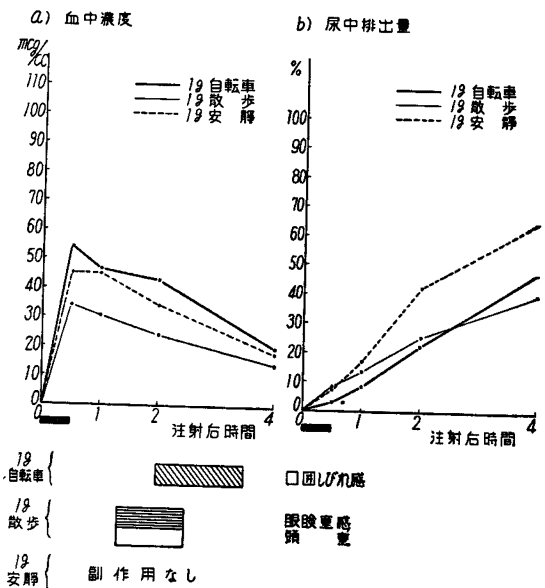 a) 血中濃度
mcg/cc
110
100
90
80
70
60
50
40
30
20
10
0
1g 自転車
1g 散歩
1g 安静
0 1 2 4
注射后時間
b) 尿中排出量
%
100
90
80
70
60
50
40
30
20
10
0
1g 自転車
1g 散歩
1g 安静
0 1 2 4
注射后時間
1g 自転車
口囲しびれ感
1g 散歩
眼瞼重感
頭重
1g 安静
副作用なし